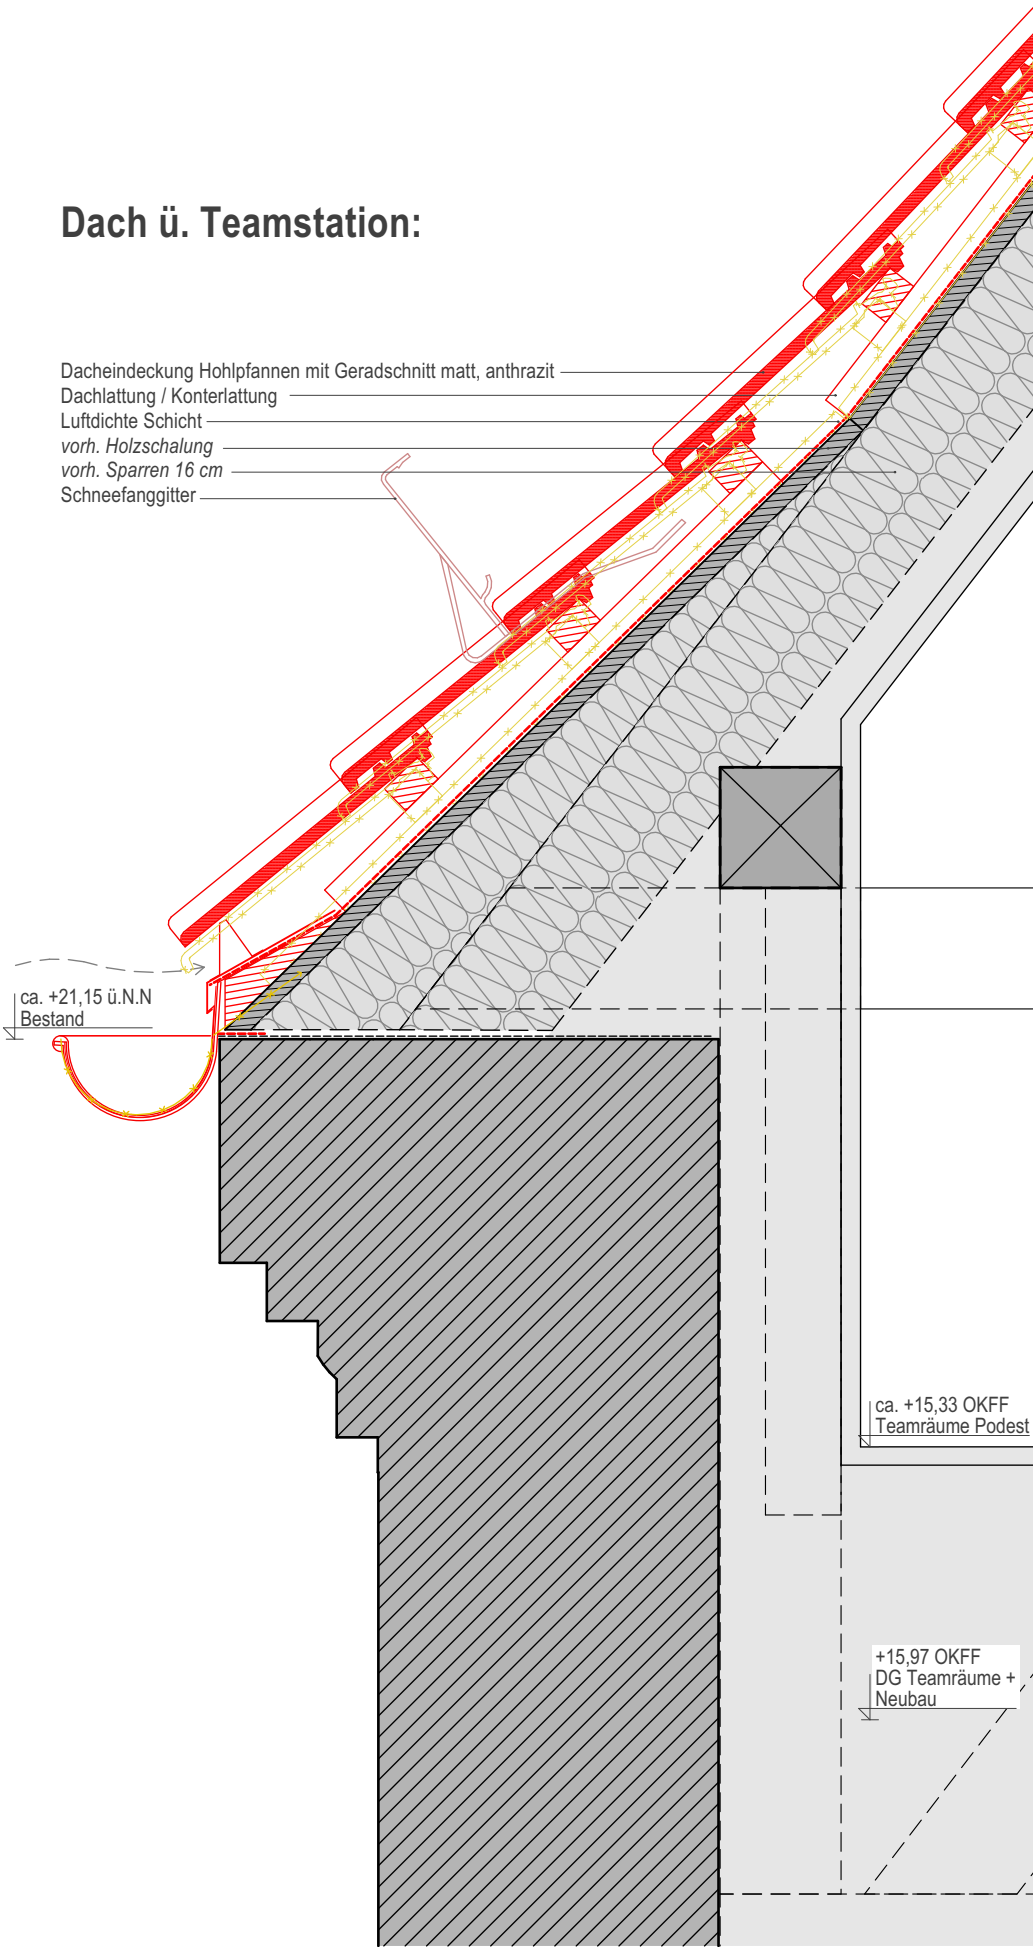 Dach ü. Teamstation:
Dacheindeckung Hohlpfannen mit Geradschnitt matt, anthrazit
Dachlattung / Konterlattung
Luftdichte Schicht
vorh. Holzschalung
vorh. Sparren 16 cm
Schneefanggitter
ca. +21,15 ü.N.N
Bestand
ca. +15,33 OKFF
Teamräume Podest
+15,97 OKFF
DG Teamräume +
Neubau